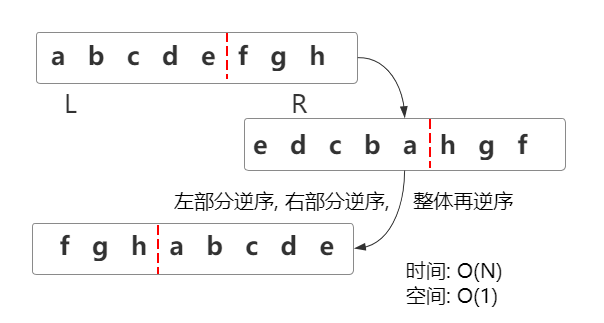 a b c d e f g h
L R
e d c b a h g f
左部分逆序, 右部分逆序, 整体再逆序
f g h a b c d e
时间: O(N)
空间: O(1)